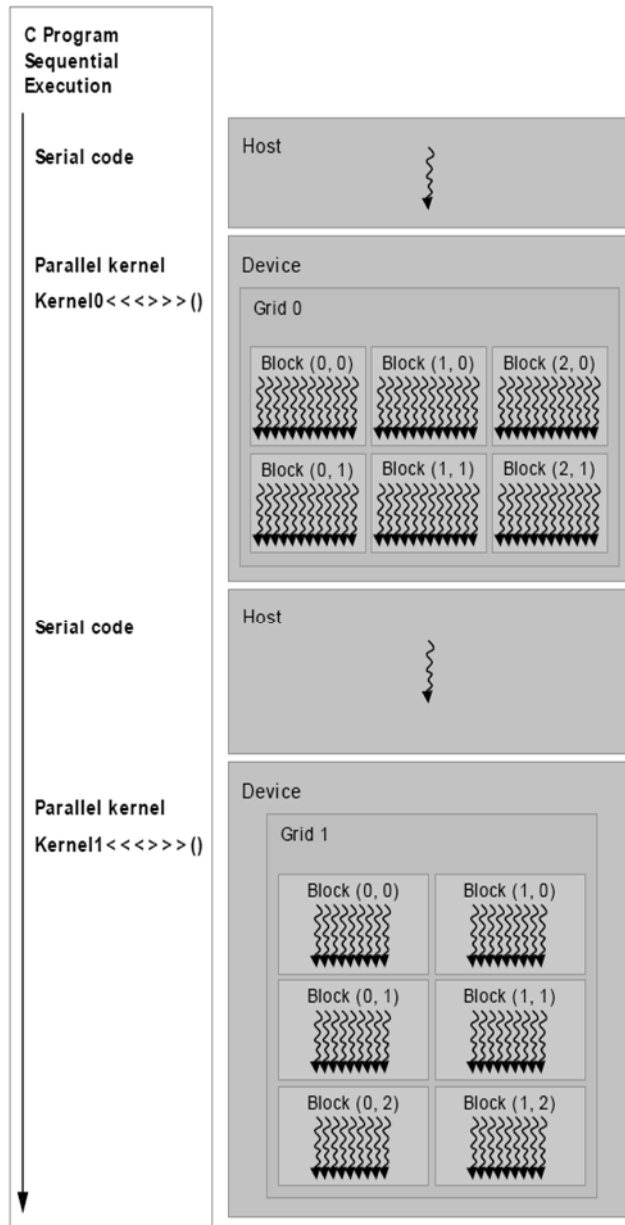 C Program
Sequential
Execution
Serial code
Host
Parallel kernel
Kernel0<<<>>>()
Device
Grid 0
Block (0, 0)
Block (1, 0)
Block (2, 0)
Block (0, 1)
Block (1, 1)
Block (2, 1)
Serial code
Host
Parallel kernel
Kernel1<<<>>>()
Device
Grid 1
Block (0, 0)
Block (1, 0)
Block (0, 1)
Block (1, 1)
Block (0, 2)
Block (1, 2)